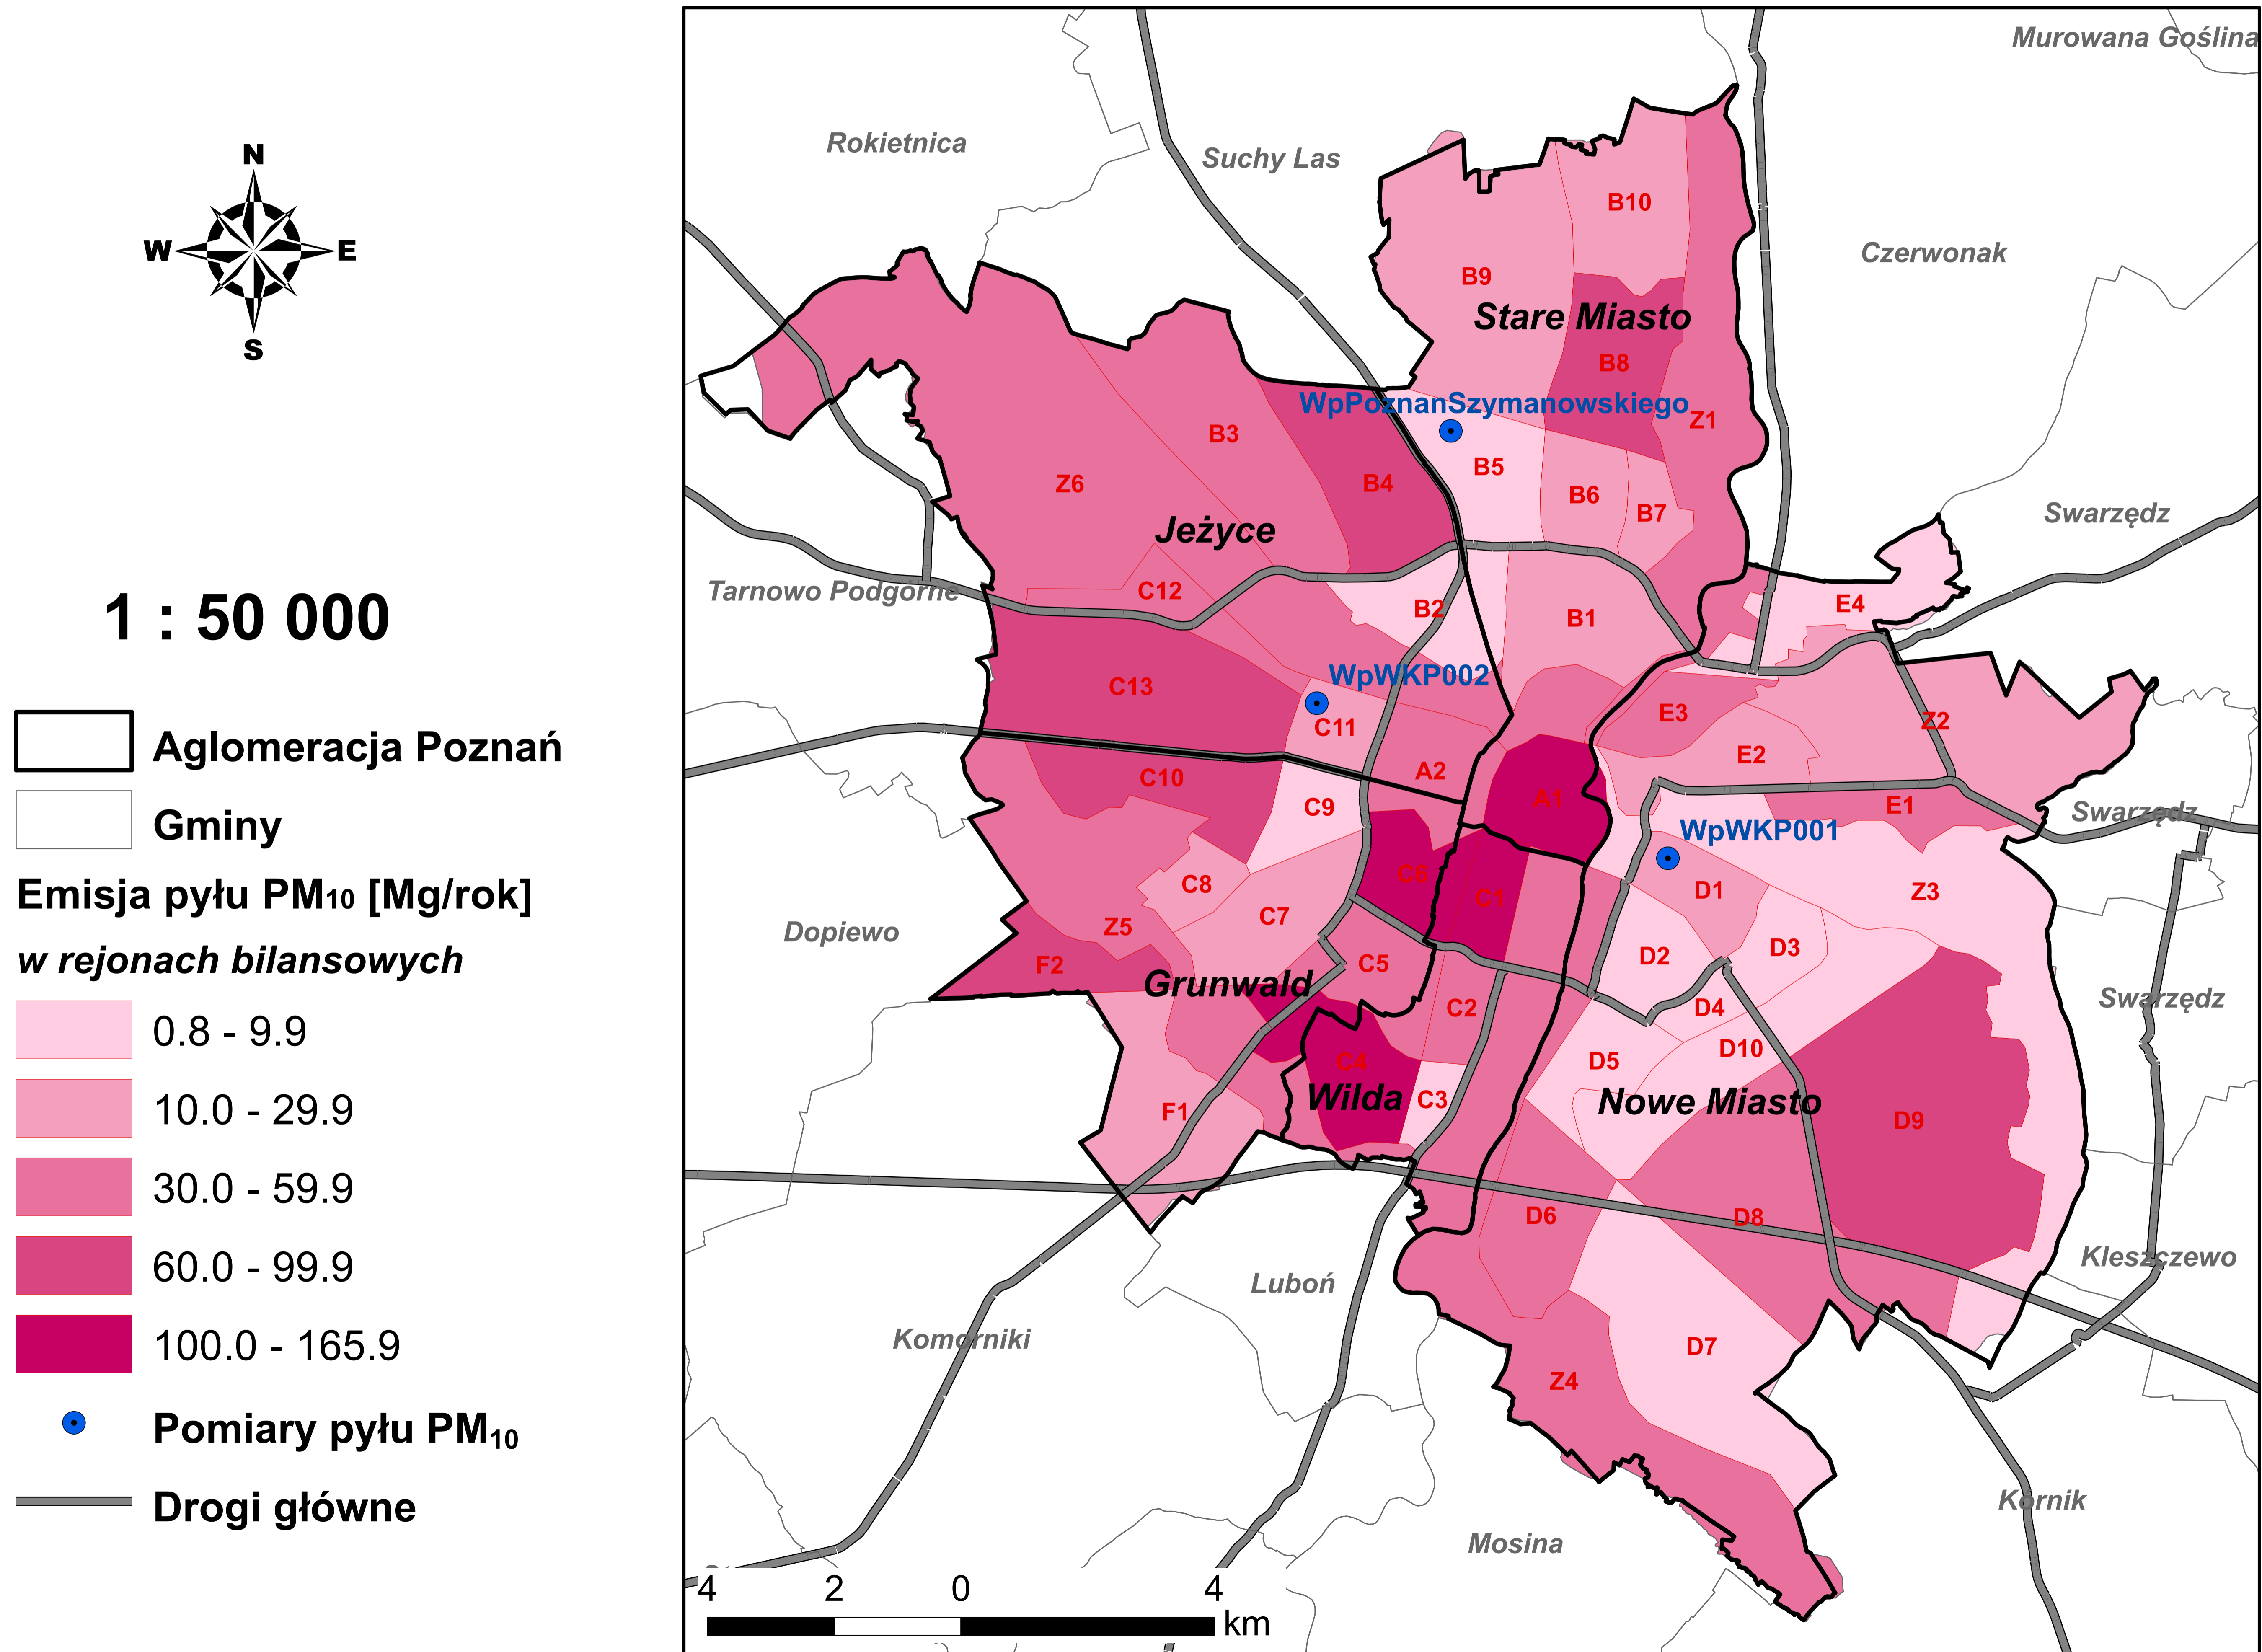 N
W
E
S
1 : 50 000
Aglomeracja Poznań
Gminy
Emisja pyłu PM10 [Mg/rok]
w rejonach bilansowych
0.8 - 9.9
10.0 - 29.9
30.0 - 59.9
60.0 - 99.9
100.0 - 165.9
Pomiary pyłu PM10
Drogi główne
Murowana Goślina
Rokietnica
Suchy Las
B10
Czerwonak
B9
Stare Miasto
B8
WpPoznanSzymanowskiego
Z1
B3
B5
Z6
B4
B6
B7
Swarzędz
Jeżyce
Tarnowo Podgórne
C12
B2
B1
E4
WpWKP002
C13
C11
E3
Z2
E2
A2
C10
C9
A1
E1
Swarzędz
WpWKP001
C6
C8
C1
D1
Z3
C7
Z5
Dopiewo
D3
D2
F2
C5
Grunwald
Swarzędz
C2
D4
D10
D5
C4
Wilda
C3
Nowe Miasto
F1
D9
D6
D8
Kleszczewo
Luboń
Komorniki
D7
Z4
Kórnik
Mosina
4 2 0 4
km